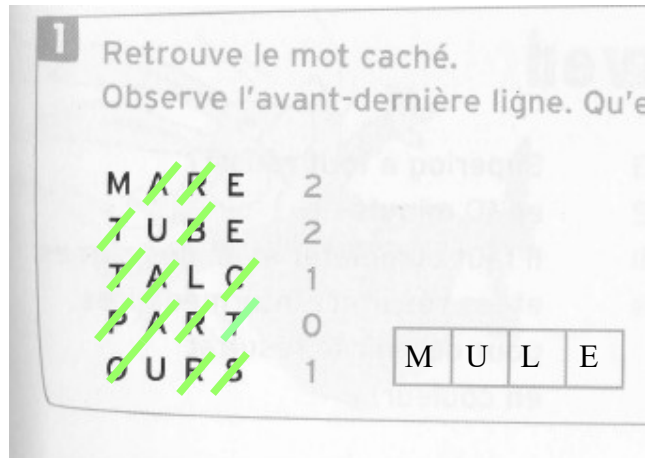 1
Retrouve le mot caché.
Observe l'avant-dernière ligne. Qu'e
M A R E 2
T U B E 2
T A L C 1
P A R T 0
O U R S 1
M U L E